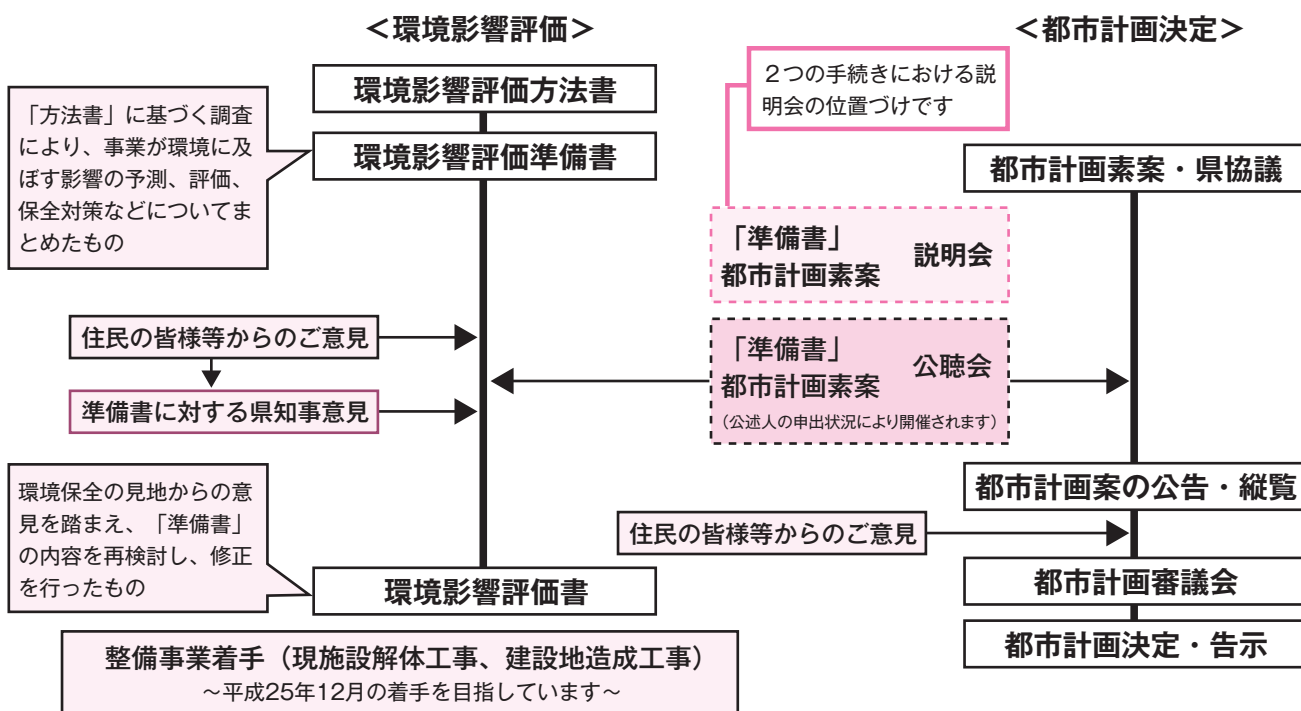 ＜環境影響評価＞
環境影響評価方法書
「方法書」に基づく調査
により、事業が環境に及
ぼす影響の予測、評価、
保全対策などについてま
とめたもの
環境影響評価準備書
住民の皆様等からのご意見
準備書に対する県知事意見
環境保全の見地からの意
見を踏まえ、「準備書」
の内容を再検討し、修正
を行ったもの
環境影響評価書
整備事業着手（現施設解体工事、建設地造成工事）
～平成25年12月の着手を目指しています～
＜都市計画決定＞
２つの手続きにおける説
明会の位置づけです
都市計画素案・県協議
「準備書」
都市計画素案
説明会
「準備書」
都市計画素案
公聴会
（公述人の申出状況により開催されます）
都市計画案の公告・縦覧
住民の皆様等からのご意見
都市計画審議会
都市計画決定・告示